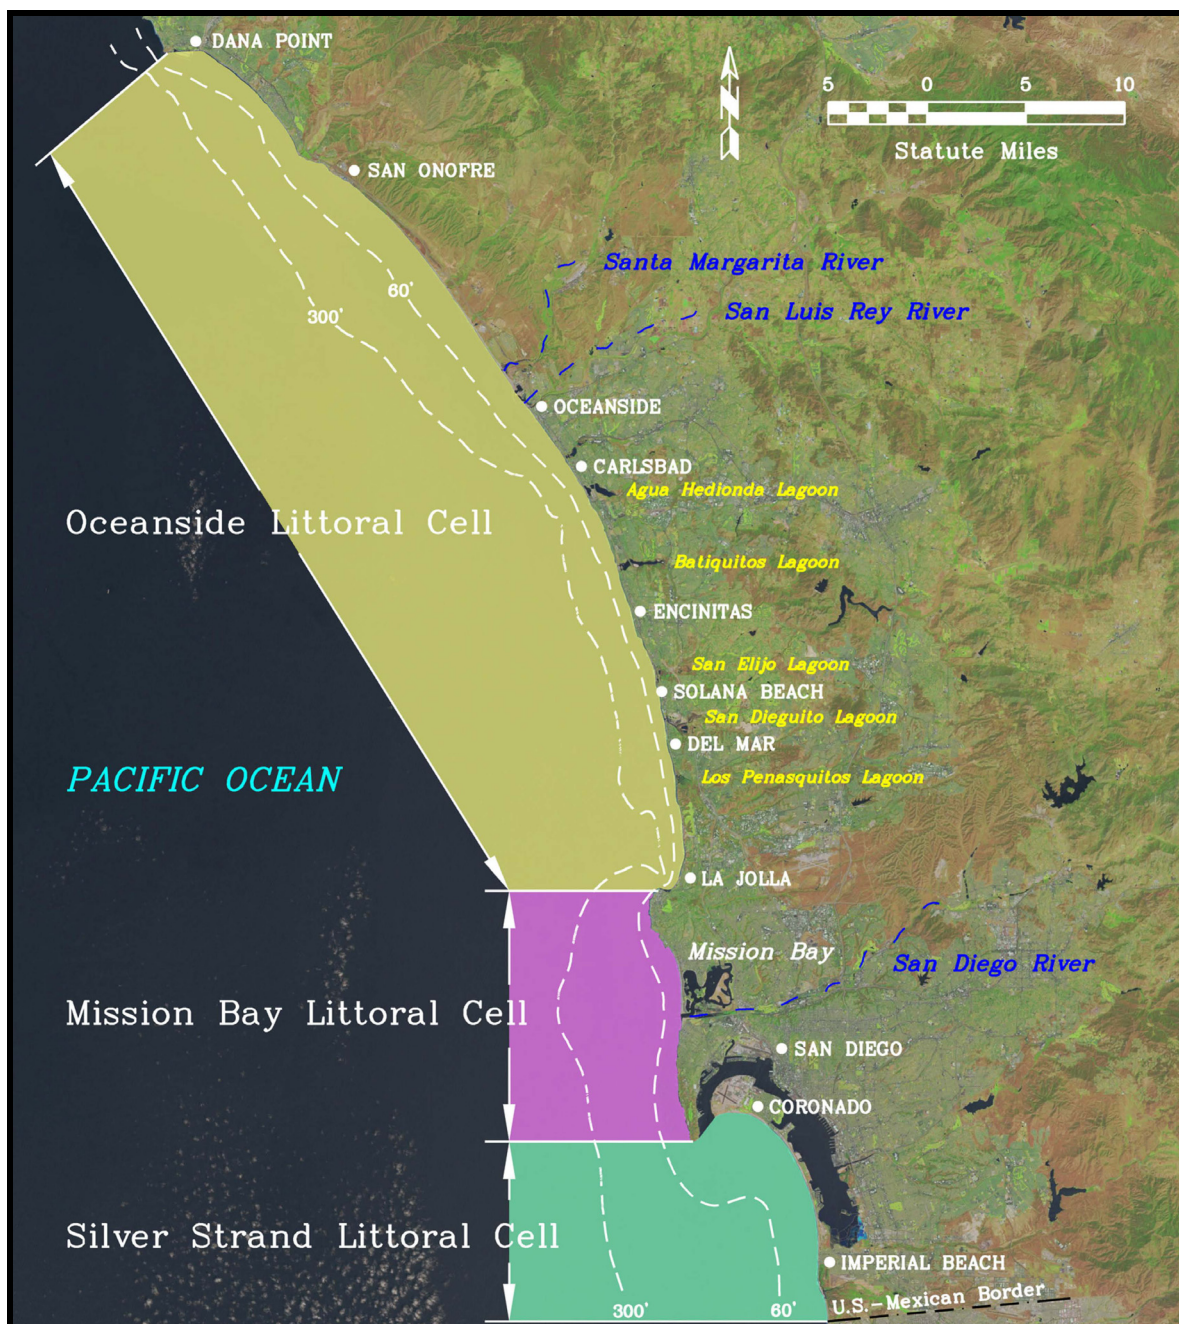 DANA POINT
5 0 5 10
N
Statute Miles
SAN ONOFRE
Santa Margarita River
60'
300'
San Luis Rey River
OCEANSIDE
CARLSBAD
Agua Hedionda Lagoon
Oceanside Littoral Cell
Batiquitos Lagoon
ENCINITAS
San Elijo Lagoon
SOLANA BEACH
San Dieguito Lagoon
DEL MAR
PACIFIC OCEAN
Los Penasquitos Lagoon
LA JOLLA
Mission Bay
San Diego River
Mission Bay Littoral Cell
SAN DIEGO
CORONADO
Silver Strand Littoral Cell
IMPERIAL BEACH
300'
60'
U.S.-Mexican Border